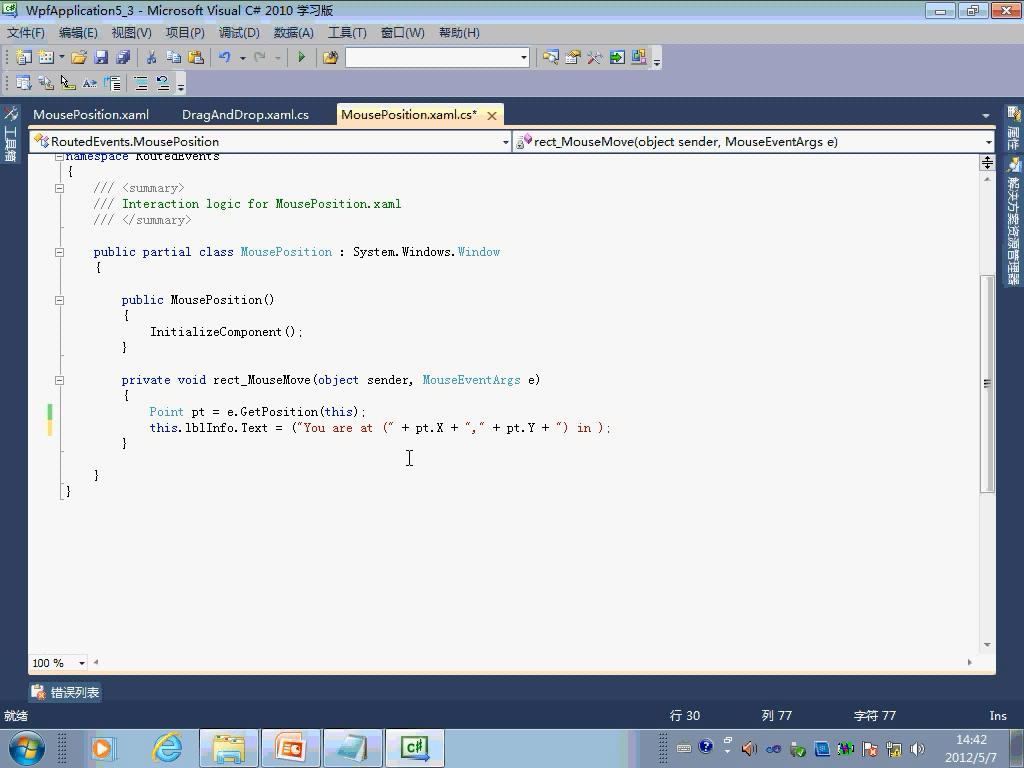 WpfApplication5_3 - Microsoft Visual C# 2010 学习版
文件(F) 编辑(E) 视图(V) 项目(P) 调试(D) 数据(A) 工具(T) 窗口(W) 帮助(H)
MousePosition.xaml DragAndDrop.xaml.cs MousePosition.xaml.cs*
RoutedEvents.MousePosition rect_MouseMove(object sender, MouseEventArgs e)
工具箱
属性
解决方案资源管理器
namespace RoutedEvents
{
/// <summary>
/// Interaction logic for MousePosition.xaml
/// </summary>
public partial class MousePosition : System.Windows.Window
{
public MousePosition()
{
InitializeComponent();
}
private void rect_MouseMove(object sender, MouseEventArgs e)
{
Point pt = e.GetPosition(this);
this.lblInfo.Text = ("You are at (" + pt.X + "," + pt.Y + ") in );
}
}
}
100 %
错误列表
就绪 行 30 列 77 字符 77 Ins
C#
14:42
2012/5/7